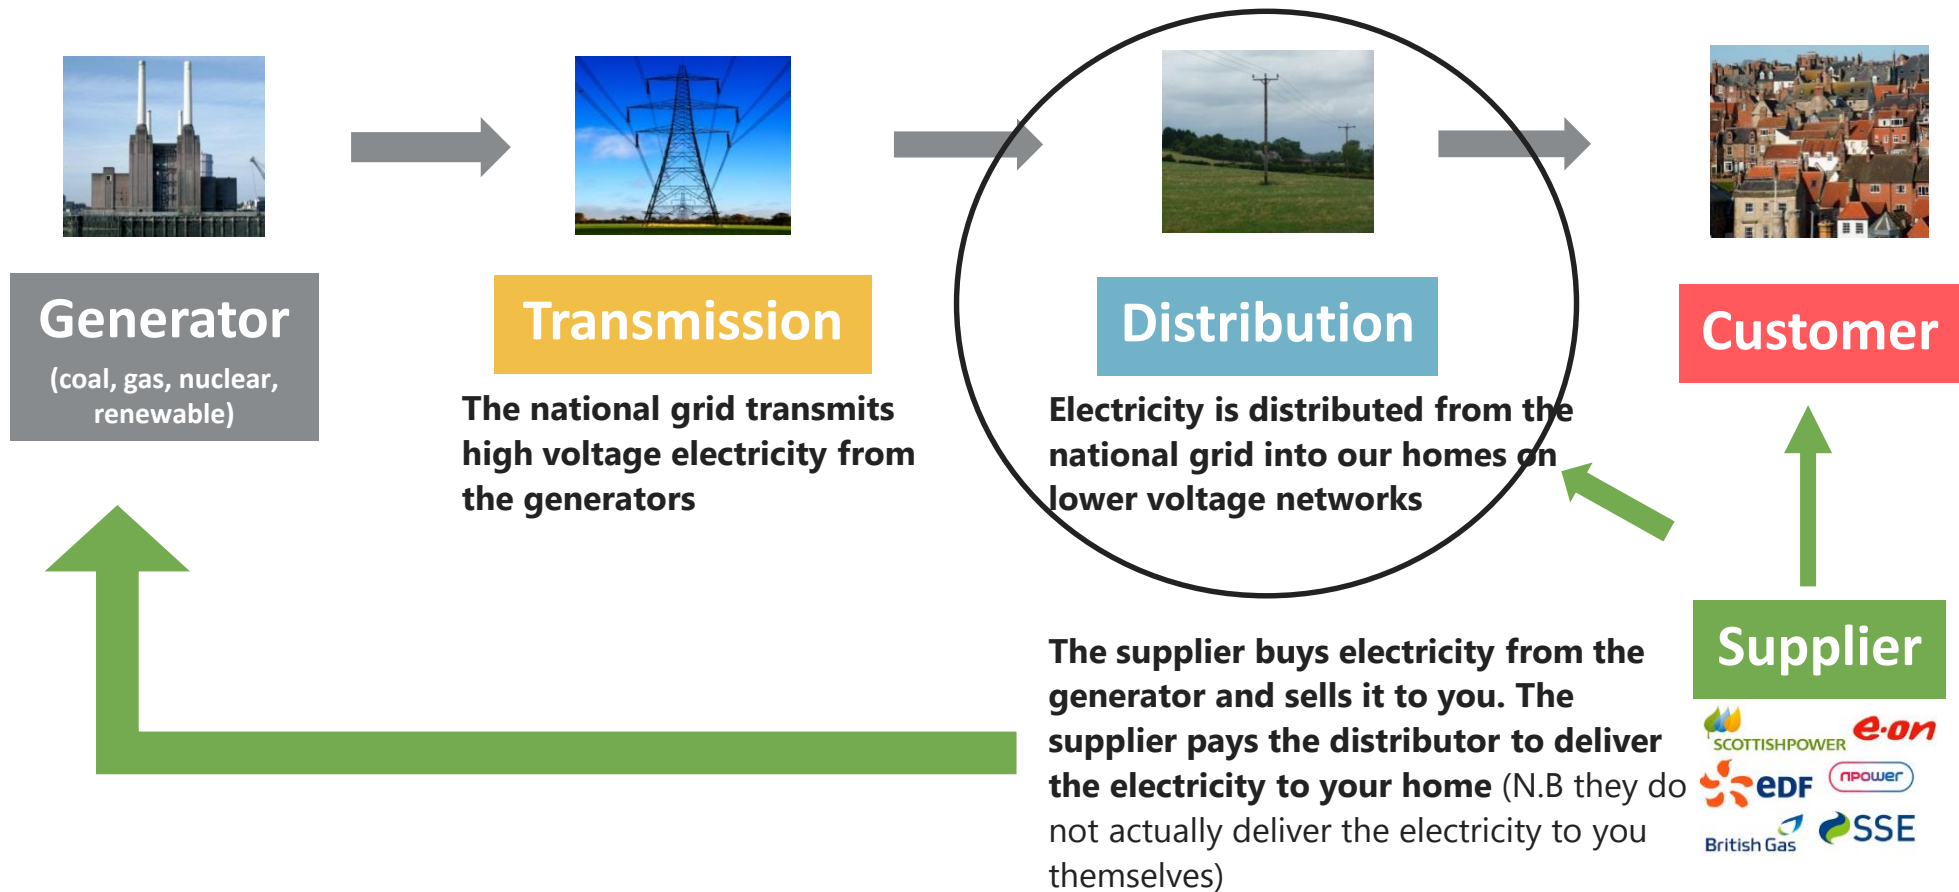 Generator
(coal, gas, nuclear,
renewable)
Transmission
The national grid transmits
high voltage electricity from
the generators
Distribution
Electricity is distributed from the
national grid into our homes on
lower voltage networks
Customer
The supplier buys electricity from the
generator and sells it to you. The
supplier pays the distributor to deliver
the electricity to your home (N.B they do
not actually deliver the electricity to you
themselves)
Supplier
SCOTTISHPOWER
e·on
eDF
npower
British Gas
SSE